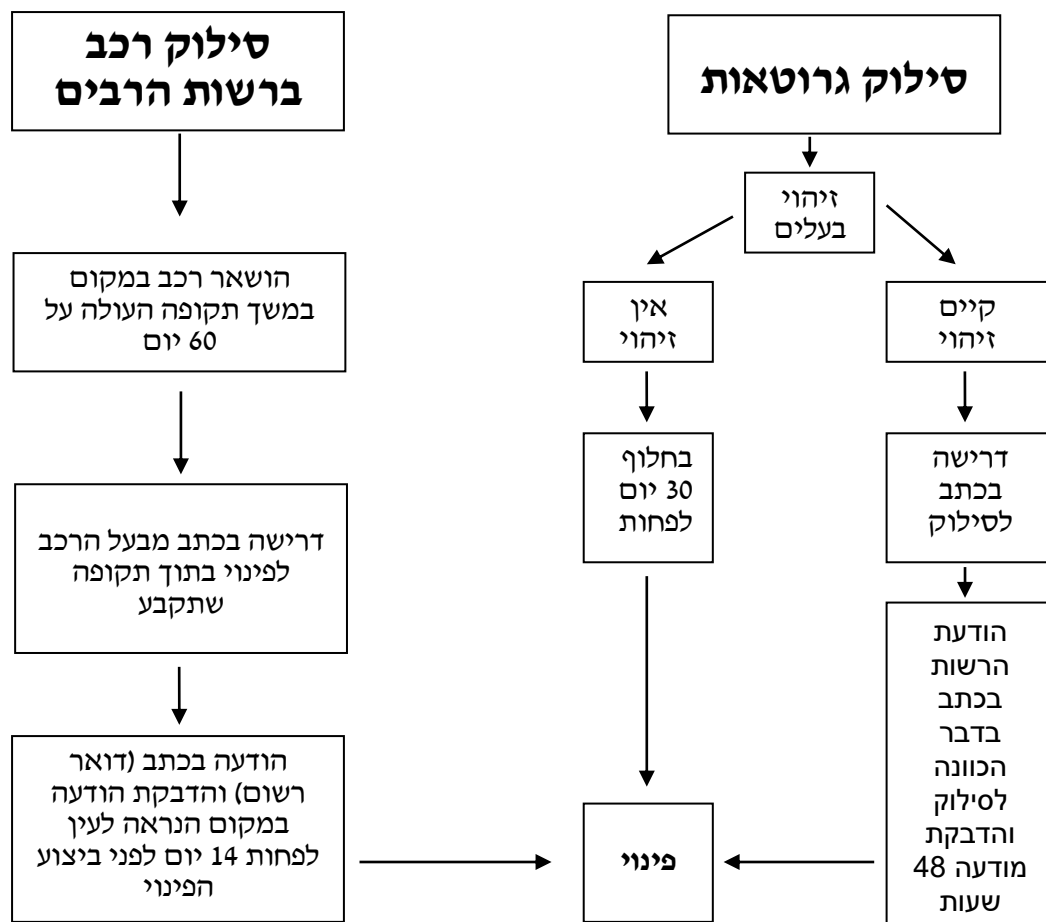 סילוק גרוטאות
זיהוי
בעלים
קיים
זיהוי
דרישה
בכתב
לסילוק
הודעת
הרשות
בכתב
בדבר
הכוונה
לסילוק
והדבקת
מודעה 48
שעות
אין
זיהוי
בחלוף
30 יום
לפחות
פינוי
סילוק רכב
ברשות הרבים
הושאר רכב במקום
במשך תקופה העולה על
60 יום
דרישה בכתב מבעל הרכב
לפינוי בתוך תקופה
שתקבע
הודעה בכתב (דואר
רשום) והדבקת הודעה
במקום הנראה לעין
לפחות 14 יום לפני ביצוע
הפינוי